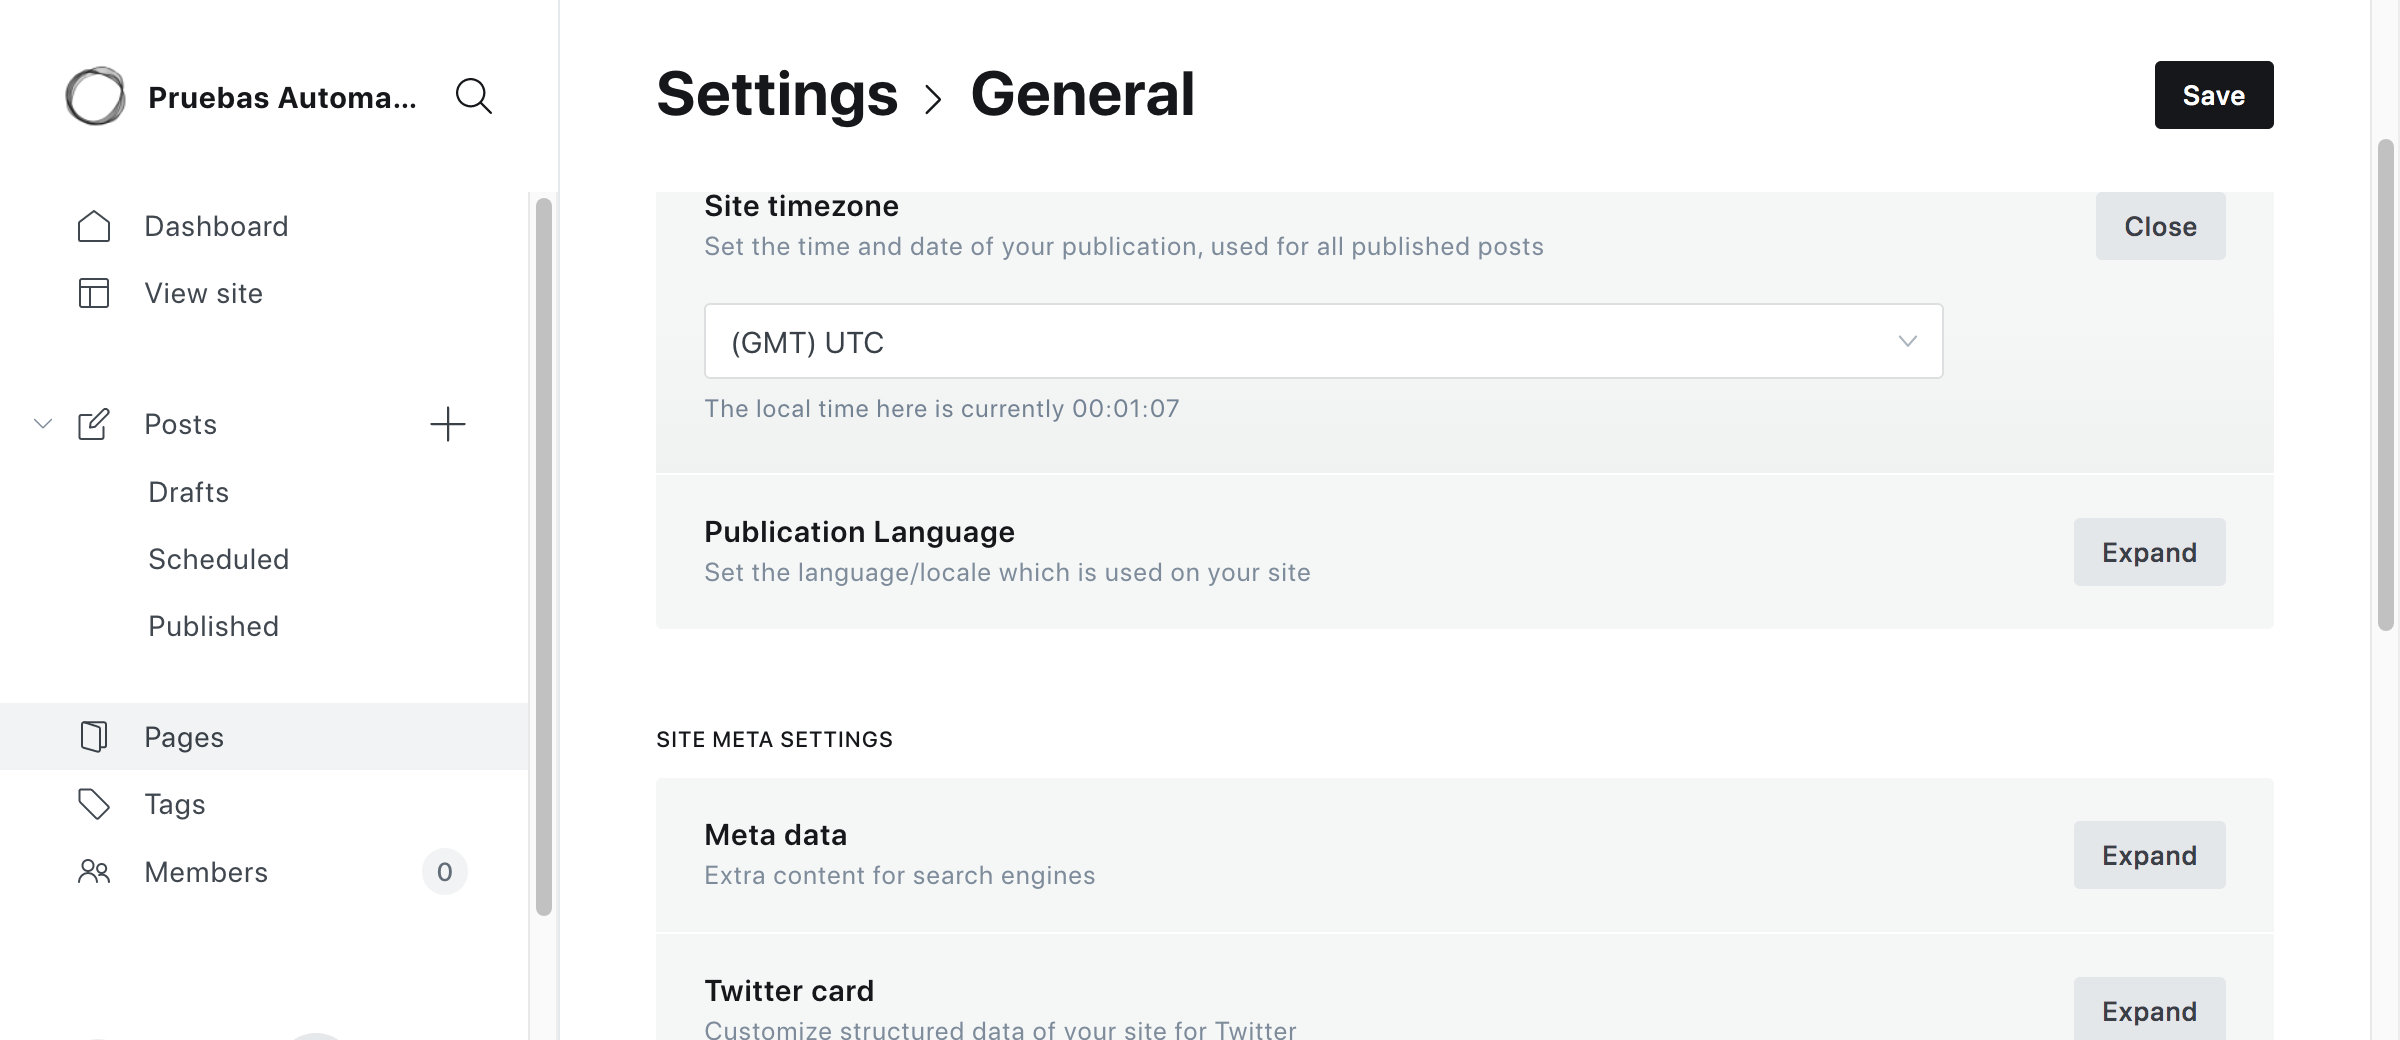 Pruebas Automa...
Dashboard
View site
Posts
Drafts
Scheduled
Published
Pages
Tags
Members 0
Settings > General
Save
Site timezone
Close
Set the time and date of your publication, used for all published posts
(GMT) UTC
The local time here is currently 00:01:07
Publication Language
Expand
Set the language/locale which is used on your site
SITE META SETTINGS
Meta data
Expand
Extra content for search engines
Twitter card
Expand
Customize structured data of your site for Twitter